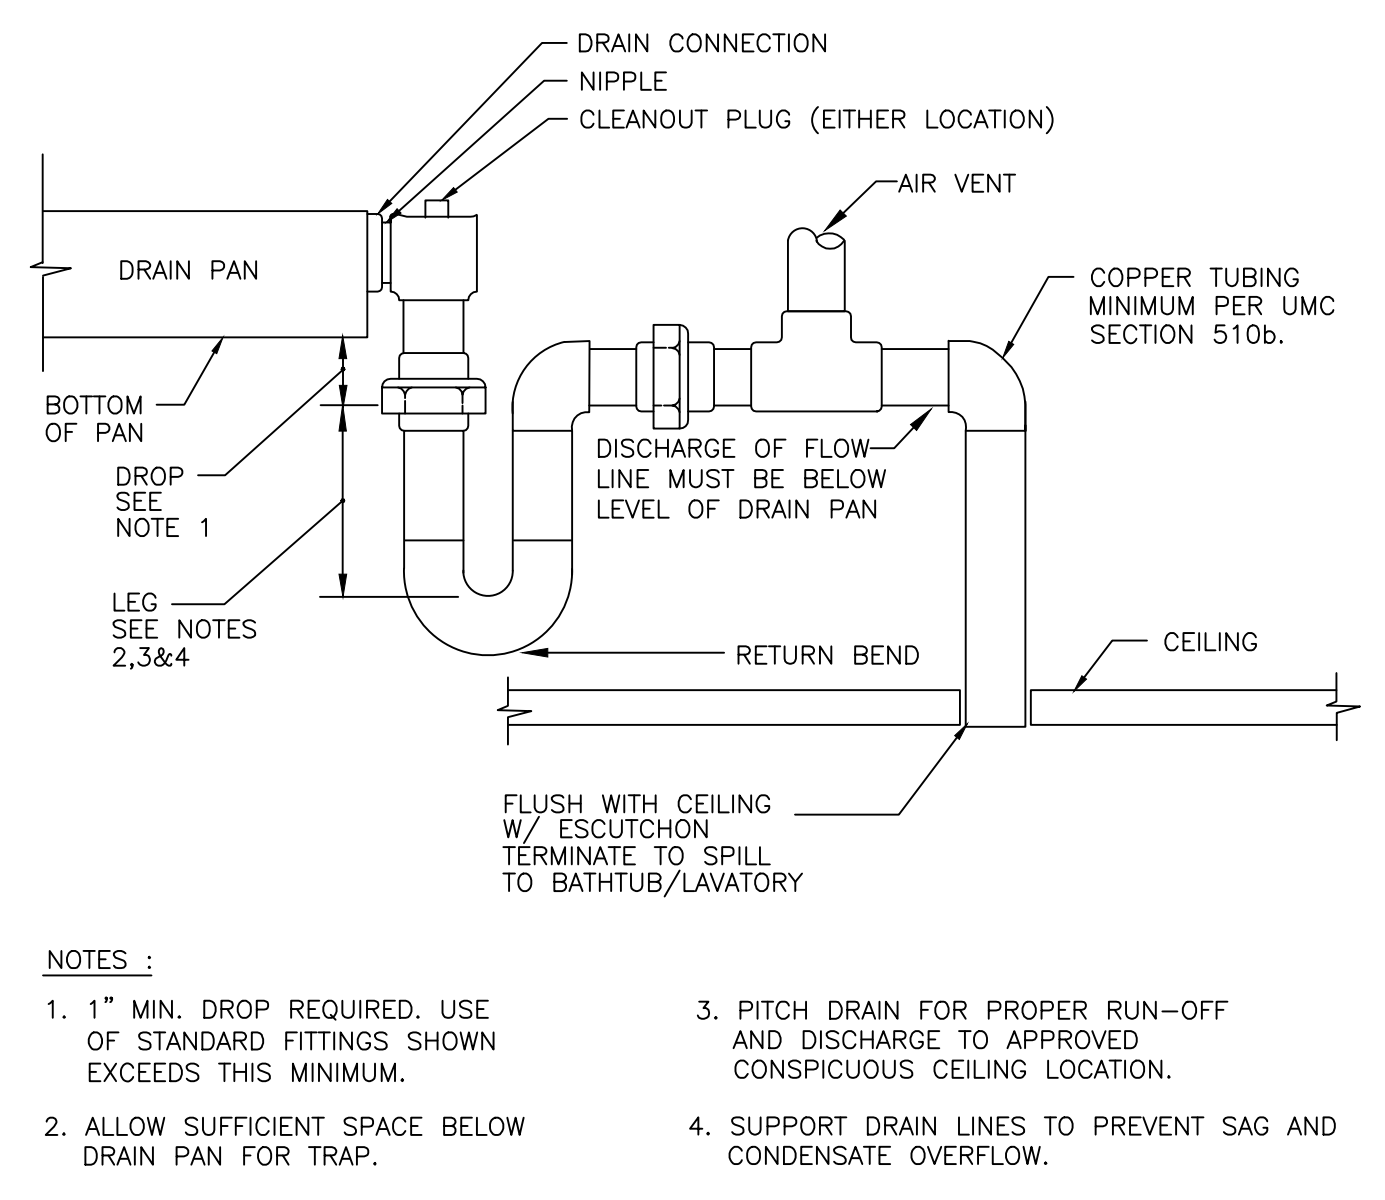 DRAIN CONNECTION
NIPPLE
CLEANOUT PLUG (EITHER LOCATION)
AIR VENT
DRAIN PAN
COPPER TUBING
MINIMUM PER UMC
SECTION 510b.
BOTTOM
OF PAN
DISCHARGE OF FLOW
LINE MUST BE BELOW
LEVEL OF DRAIN PAN
DROP
SEE
NOTE 1
LEG
SEE NOTES
2,3&4
RETURN BEND
CEILING
FLUSH WITH CEILING
W/ ESCUTCHON
TERMINATE TO SPILL
TO BATHTUB/LAVATORY
NOTES :
1. 1" MIN. DROP REQUIRED. USE
OF STANDARD FITTINGS SHOWN
EXCEEDS THIS MINIMUM.
2. ALLOW SUFFICIENT SPACE BELOW
DRAIN PAN FOR TRAP.
3. PITCH DRAIN FOR PROPER RUN-OFF
AND DISCHARGE TO APPROVED
CONSPICUOUS CEILING LOCATION.
4. SUPPORT DRAIN LINES TO PREVENT SAG AND
CONDENSATE OVERFLOW.